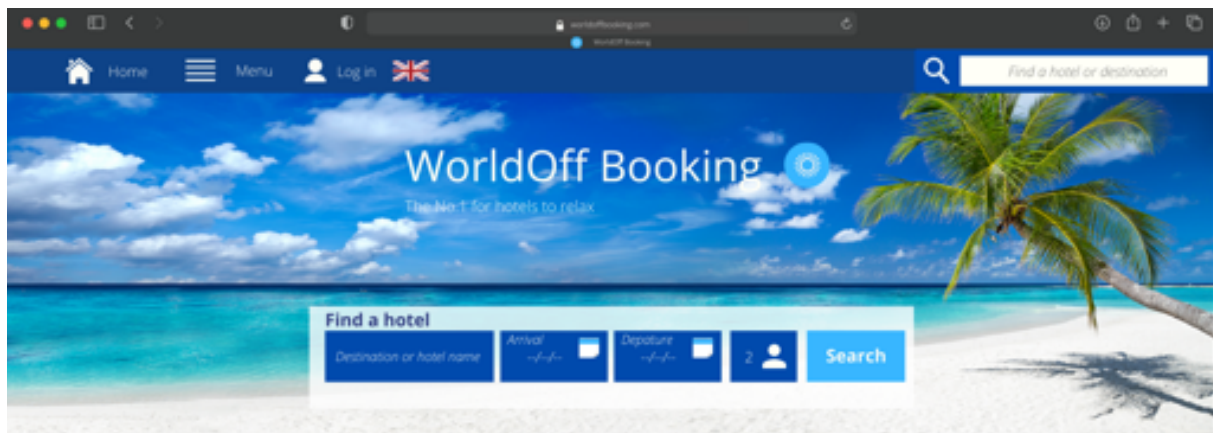 worldoffbooking.com
WorldOff Booking
Home Menu Log in Find a hotel or destination
WorldOff Booking
The No.1 for hotels to relax
Find a hotel
Arrival Depature
Destination or hotel name --/--/-- --/--/-- 2 Search